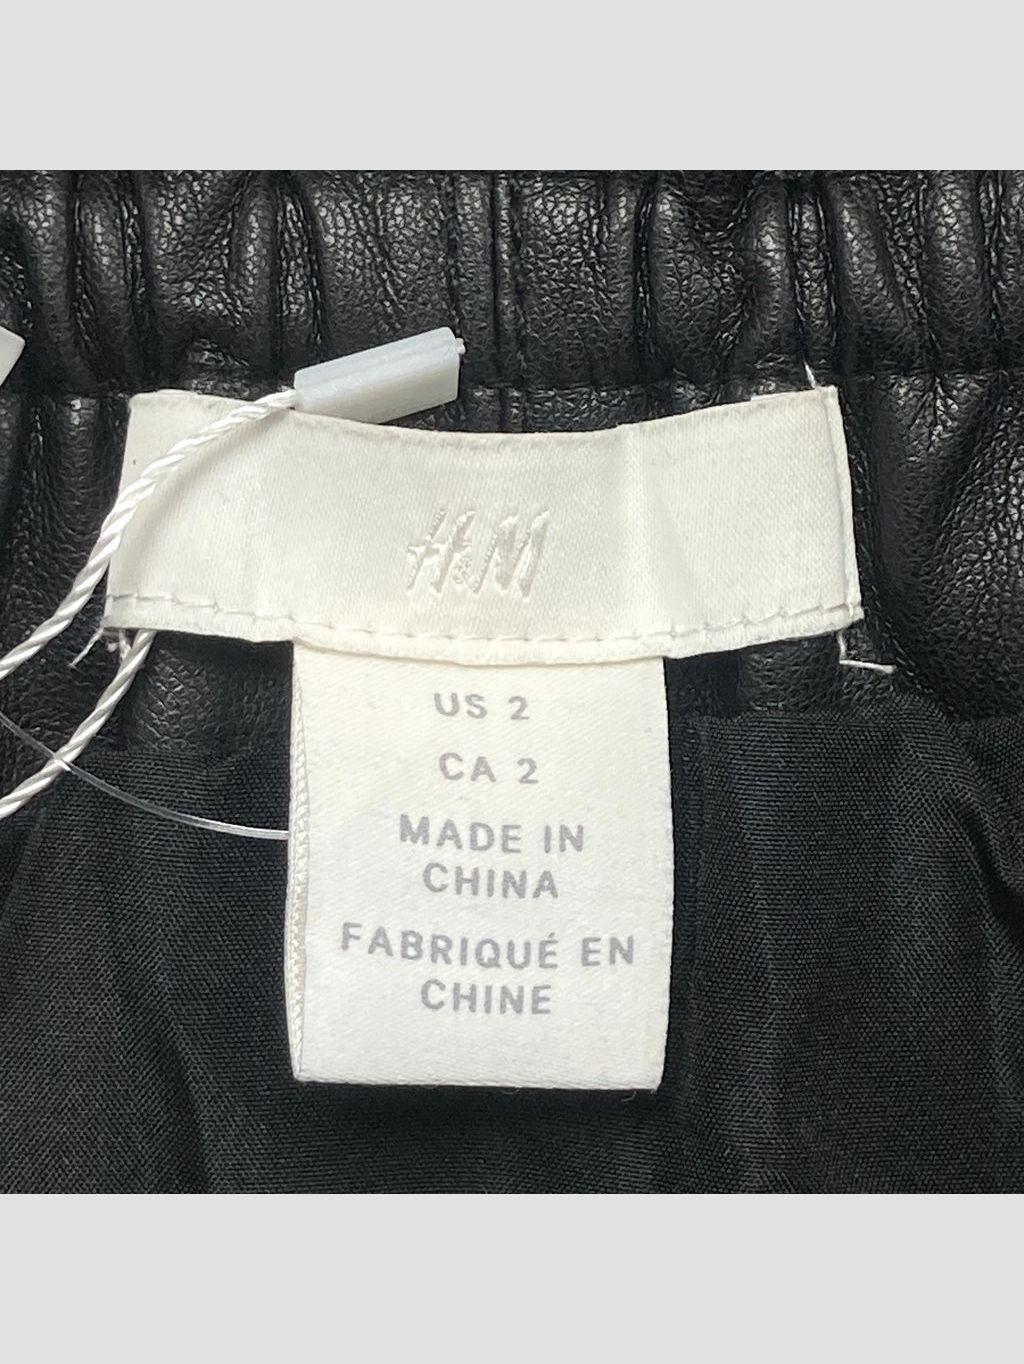 H&M
US 2
CA 2
MADE IN
CHINA
FABRIQUÉ EN
CHINE